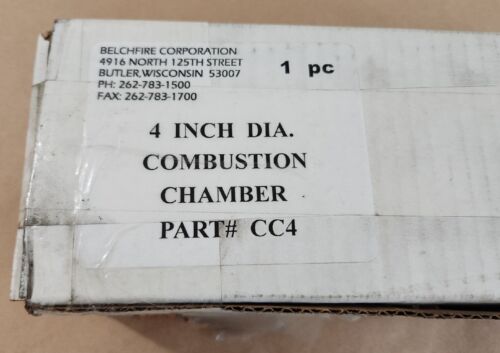 BELCHFIRE CORPORATION
4916 NORTH 125TH STREET
BUTLER, WISCONSIN 53007
PH: 262-783-1500
FAX: 262-783-1700
1 pc
4 INCH DIA.
COMBUSTION
CHAMBER
PART# CC4